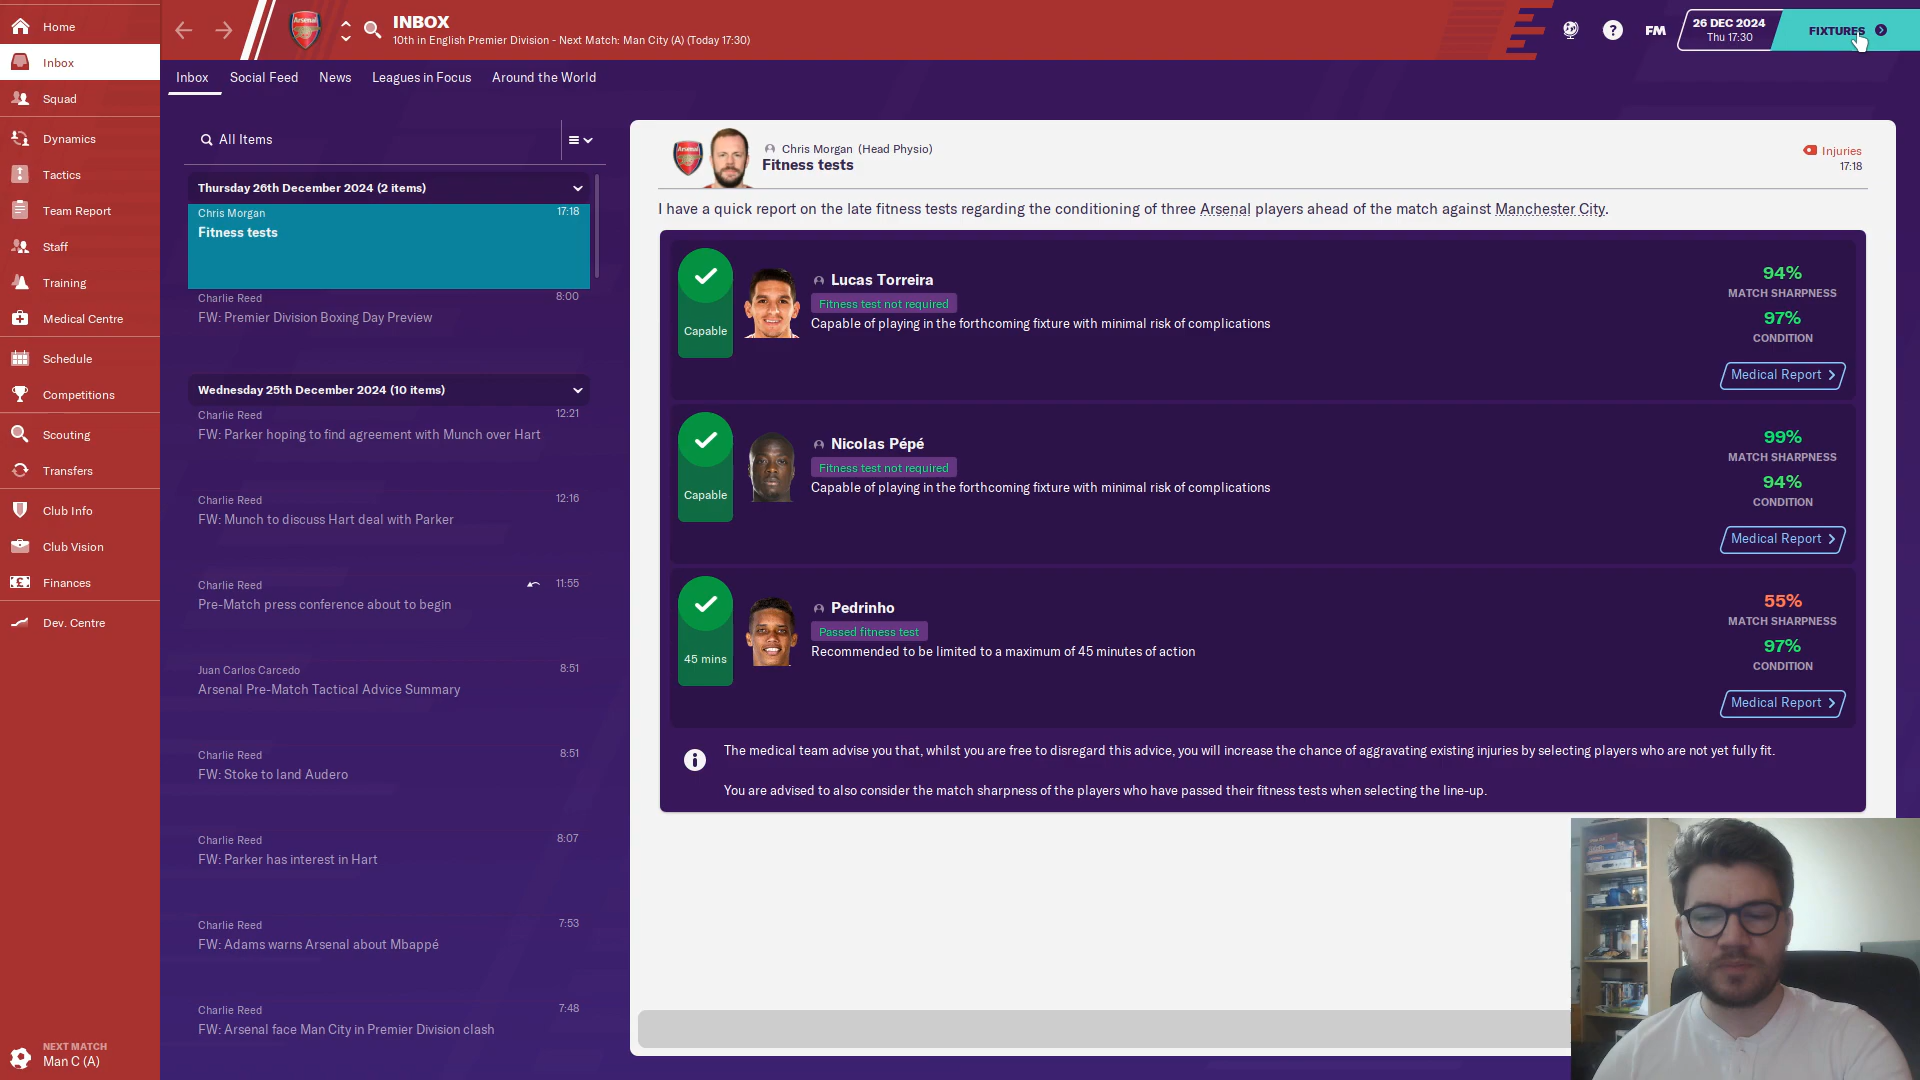 Home
Inbox
Squad
Dynamics
Tactics
Team Report
Staff
Training
Medical Centre
Schedule
Competitions
Scouting
Transfers
Club Info
Club Vision
Finances
Dev. Centre
NEXT MATCH
Man C (A)
Arsenal
INBOX
10th in English Premier Division - Next Match: Man City (A) (Today 17:30)
FM
26 DEC 2024
Thu 17:30
FIXTURES
Inbox
Social Feed
News
Leagues in Focus
Around the World
All Items
Thursday 26th December 2024 (2 items)
Chris Morgan 17:18
Fitness tests
Charlie Reed 8:00
FW: Premier Division Boxing Day Preview
Wednesday 25th December 2024 (10 items)
Charlie Reed 12:21
FW: Parker hoping to find agreement with Munch over Hart
Charlie Reed 12:16
FW: Munch to discuss Hart deal with Parker
Charlie Reed 11:55
Pre-Match press conference about to begin
Juan Carlos Carcedo 8:51
Arsenal Pre-Match Tactical Advice Summary
Charlie Reed 8:51
FW: Stoke to land Audero
Charlie Reed 8:07
FW: Parker has interest in Hart
Charlie Reed 7:53
FW: Adams warns Arsenal about Mbappé
Charlie Reed 7:48
FW: Arsenal face Man City in Premier Division clash
Arsenal
Chris Morgan (Head Physio)
Fitness tests
Injuries
17:18
I have a quick report on the late fitness tests regarding the conditioning of three Arsenal players ahead of the match against Manchester City.
Capable
Lucas Torreira
Fitness test not required
Capable of playing in the forthcoming fixture with minimal risk of complications
94%
MATCH SHARPNESS
97%
CONDITION
Medical Report
Capable
Nicolas Pépé
Fitness test not required
Capable of playing in the forthcoming fixture with minimal risk of complications
99%
MATCH SHARPNESS
94%
CONDITION
Medical Report
45 mins
Pedrinho
Passed fitness test
Recommended to be limited to a maximum of 45 minutes of action
55%
MATCH SHARPNESS
97%
CONDITION
Medical Report
The medical team advise you that, whilst you are free to disregard this advice, you will increase the chance of aggravating existing injuries by selecting players who are not yet fully fit.
You are advised to also consider the match sharpness of the players who have passed their fitness tests when selecting the line-up.